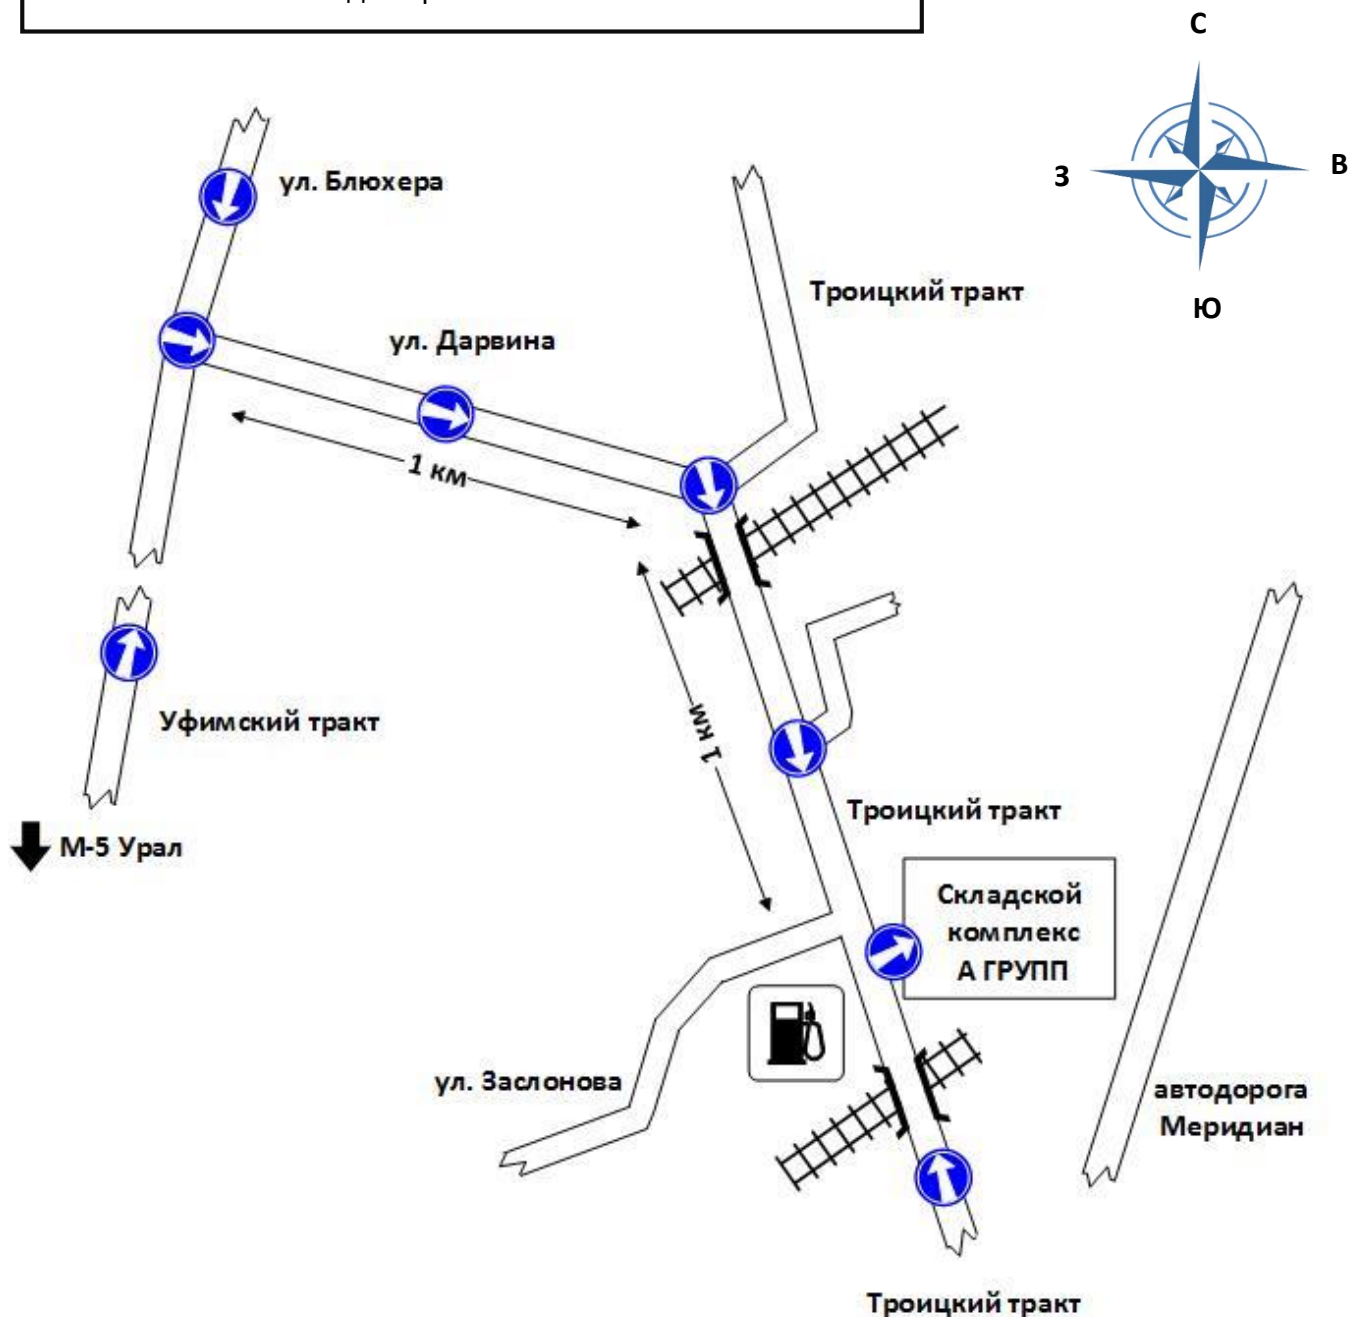 С
З
В
Ю
ул. Блюхера
Троицкий тракт
ул. Дарвина
1 км
1 км
Уфимский тракт
М-5 Урал
Троицкий тракт
Складской
комплекс
А ГРУПП
ул. Заслонова
автодорога
Меридиан
Троицкий тракт